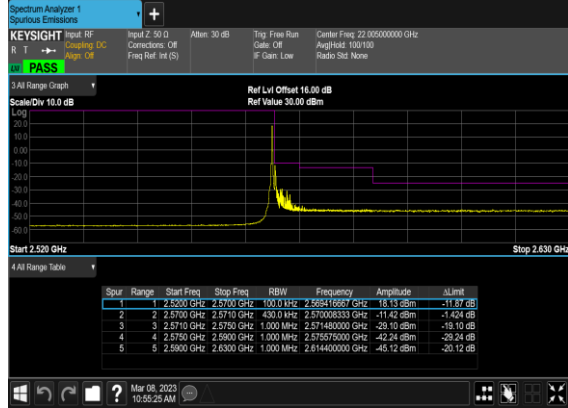 Spectrum Analyzer 1
Spurious Emissions
KEYSIGHT Input: RF Input Z: 50 Ω Atten: 30 dB Trig: Free Run Center Freq: 22.005000000 GHz
R T Coupling: DC Corrections: Off Gate: Off Avg|Hold: 100/100
Align: Off Freq Ref: Int (S) IF Gain: Low Radio Std: None
PASS
3 All Range Graph
Ref Lvl Offset 16.00 dB
Scale/Div 10.0 dB Ref Value 30.00 dBm
Log
20.0
10.0
0.00
-10.0
-20.0
-30.0
-40.0
-50.0
-60.0
Start 2.520 GHz Stop 2.630 GHz
4 All Range Table
Spur Range Start Freq Stop Freq RBW Frequency Amplitude ΔLimit
1 1 2.5200 GHz 2.5700 GHz 100.0 kHz 2.569416667 GHz 18.13 dBm -11.87 dB
2 2 2.5700 GHz 2.5710 GHz 430.0 kHz 2.570008333 GHz -11.42 dBm -1.424 dB
3 3 2.5710 GHz 2.5750 GHz 1.000 MHz 2.571480000 GHz -29.10 dBm -19.10 dB
4 4 2.5750 GHz 2.5900 GHz 1.000 MHz 2.575575000 GHz -42.24 dBm -29.24 dB
5 5 2.5900 GHz 2.6300 GHz 1.000 MHz 2.614400000 GHz -45.12 dBm -20.12 dB
Mar 08, 2023
10:55:25 AM